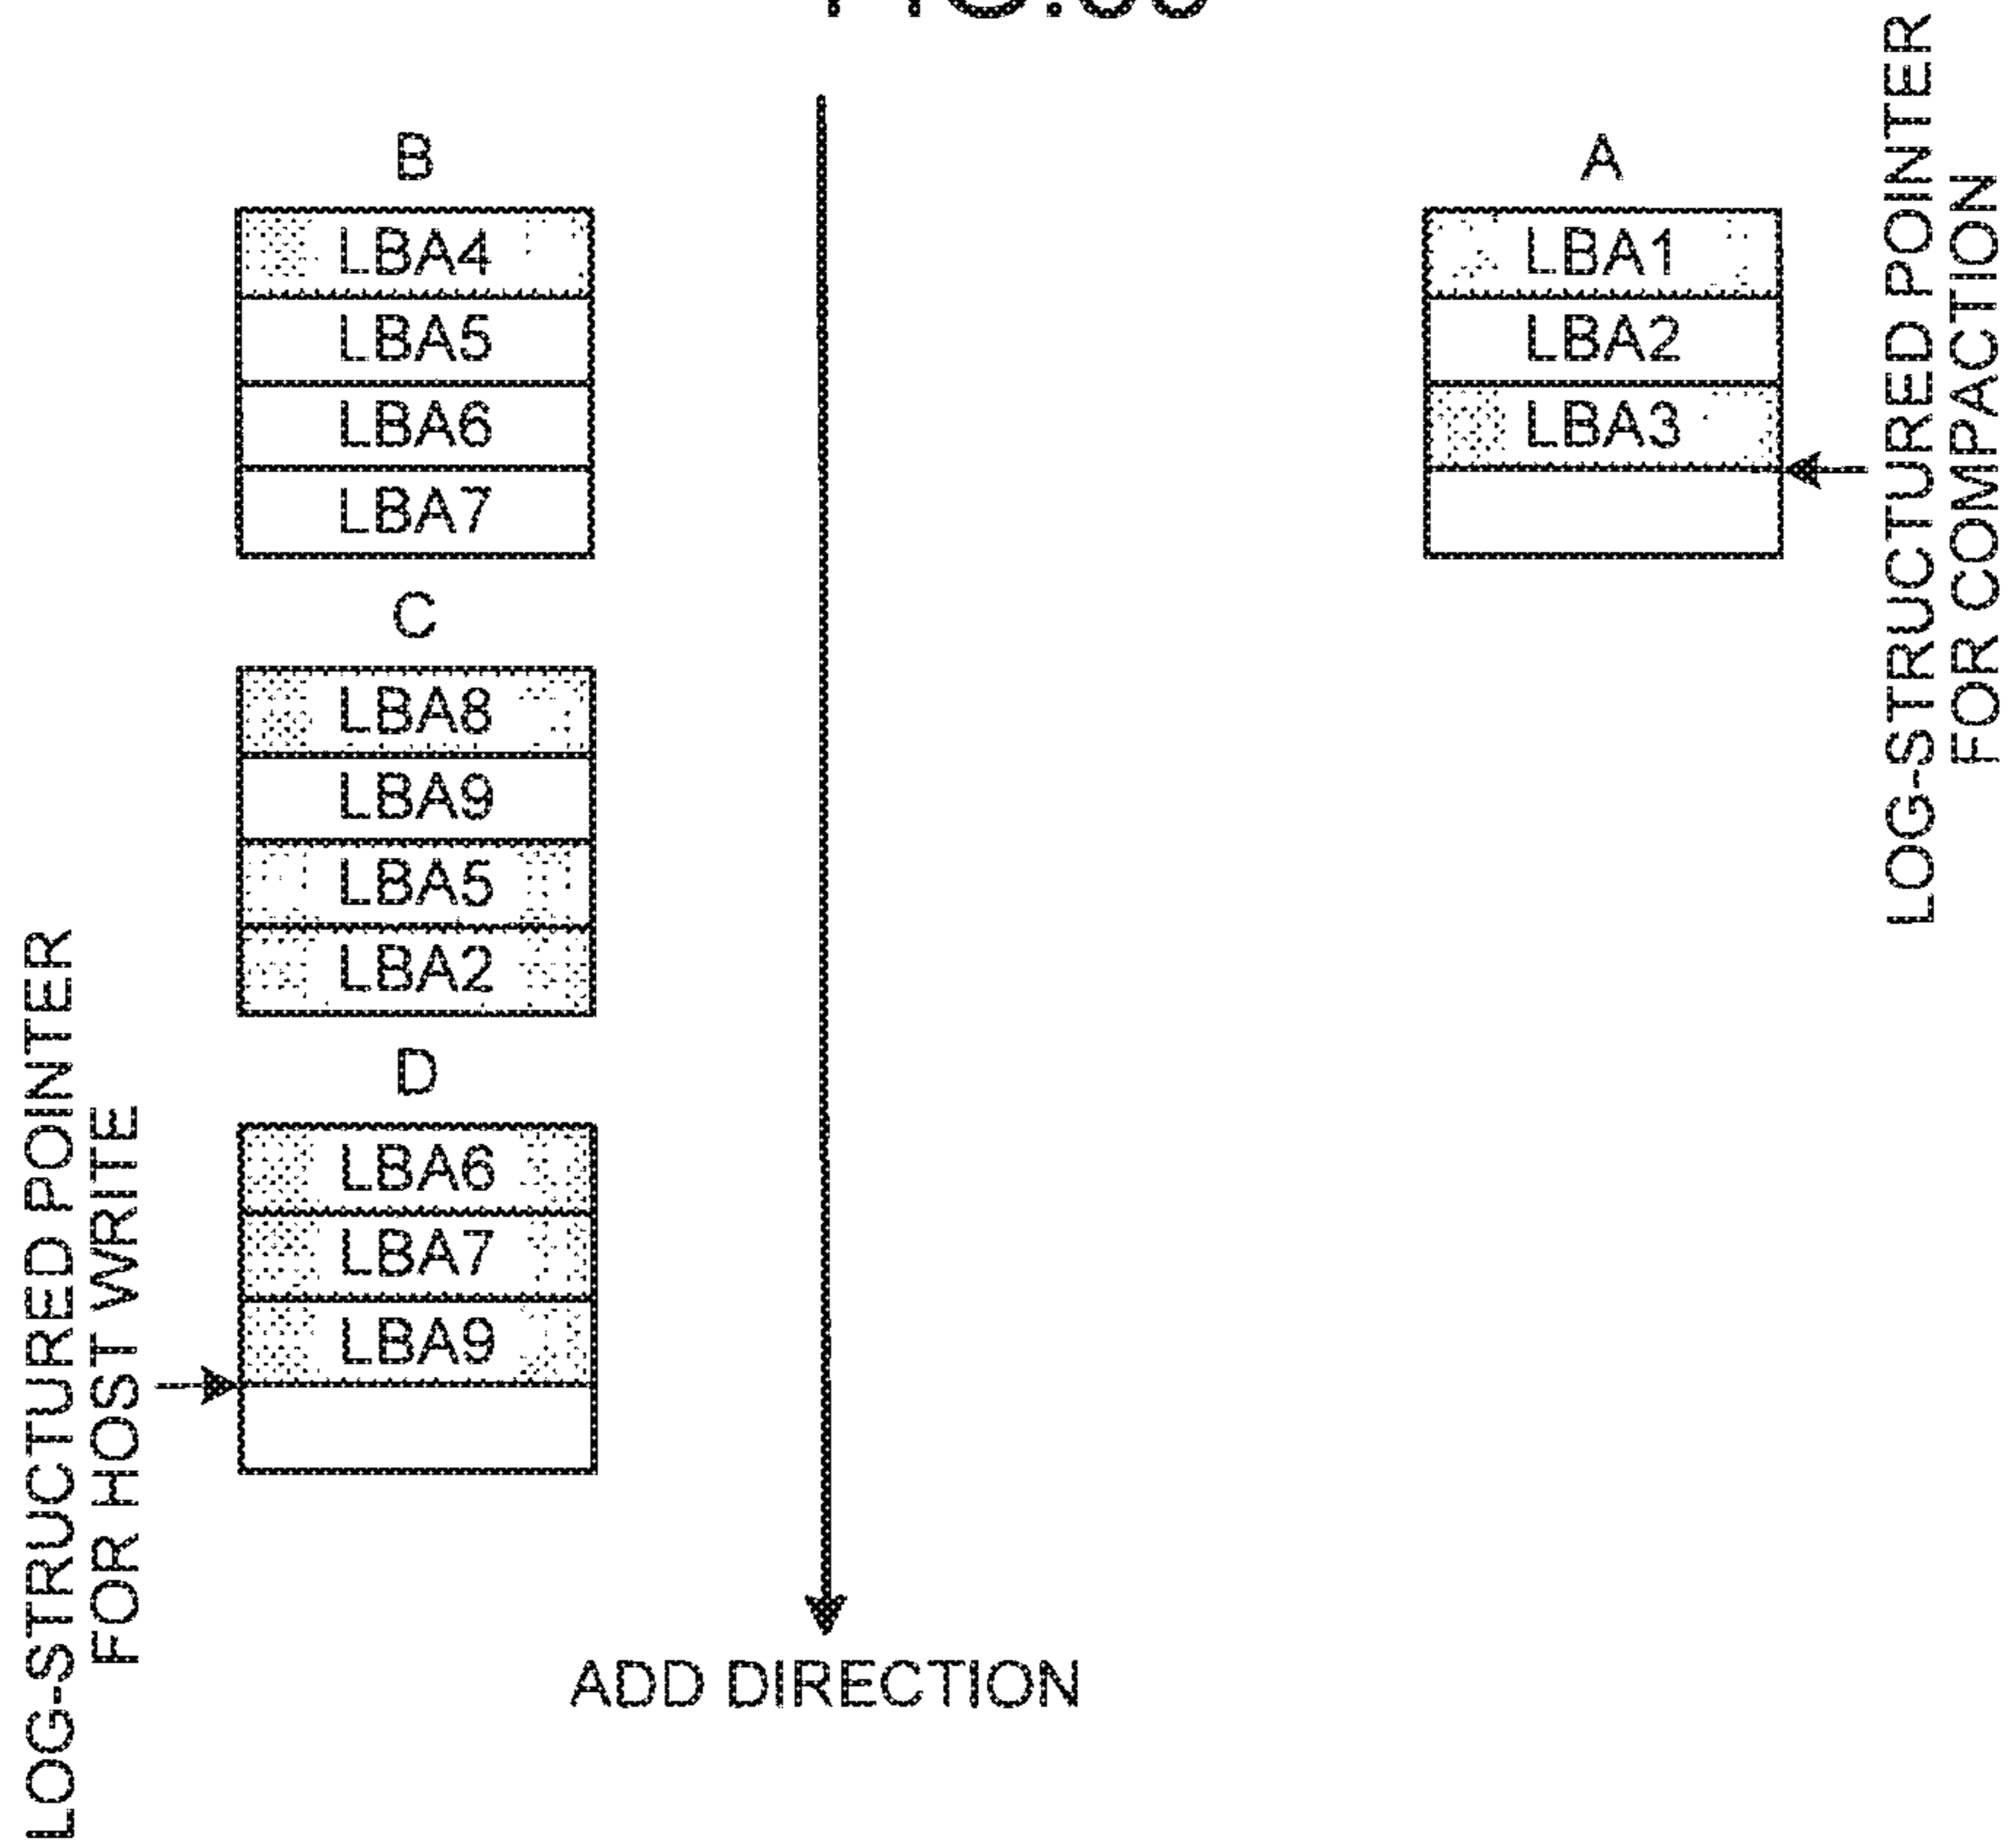 B
LBA4
LBA5
LBA6
LBA7
C
LBA8
LBA9
LBA5
LBA2
D
LBA6
LBA7
LBA9
LOG-STRUCTURED POINTER
FOR HOST WRITE
ADD DIRECTION
A
LBA1
LBA2
LBA3
LOG-STRUCTURED POINTER
FOR COMPACTION